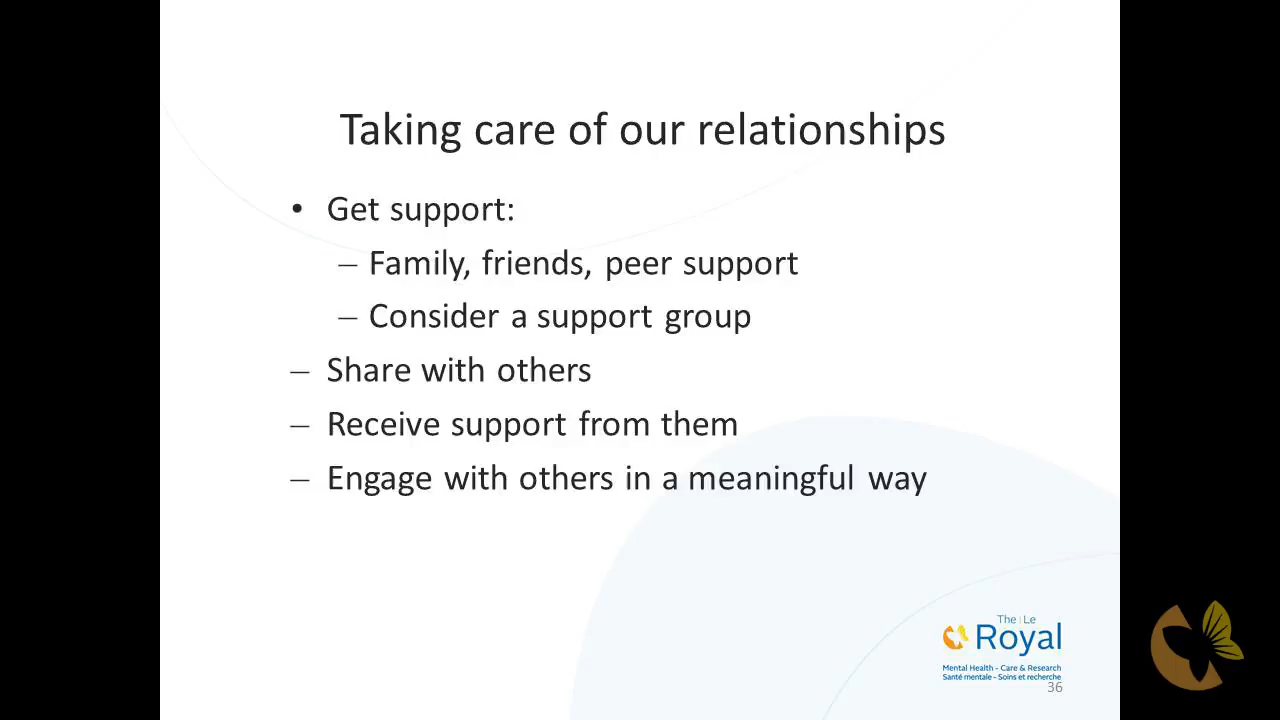 Taking care of our relationships
• Get support:
– Family, friends, peer support
– Consider a support group
– Share with others
– Receive support from them
– Engage with others in a meaningful way
The | Le
Royal
Mental Health - Care & Research
Santé mentale - Soins et recherche
36